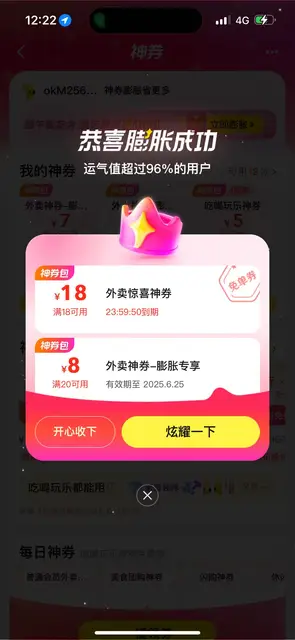 12:22
4G
神券
okM256... 神券膨胀省更多
我的神券
外卖神券-膨...
吃喝玩乐神券
¥7
5
恭喜膨胀成功
运气值超过96%的用户
神券包
¥18
满18可用
外卖惊喜神券
23:59:50到期
免单券
神券包
¥8
满20可用
外卖神券-膨胀专享
有效期至 2025.6.25
开心收下
炫耀一下
吃喝玩乐都能用
每日神券